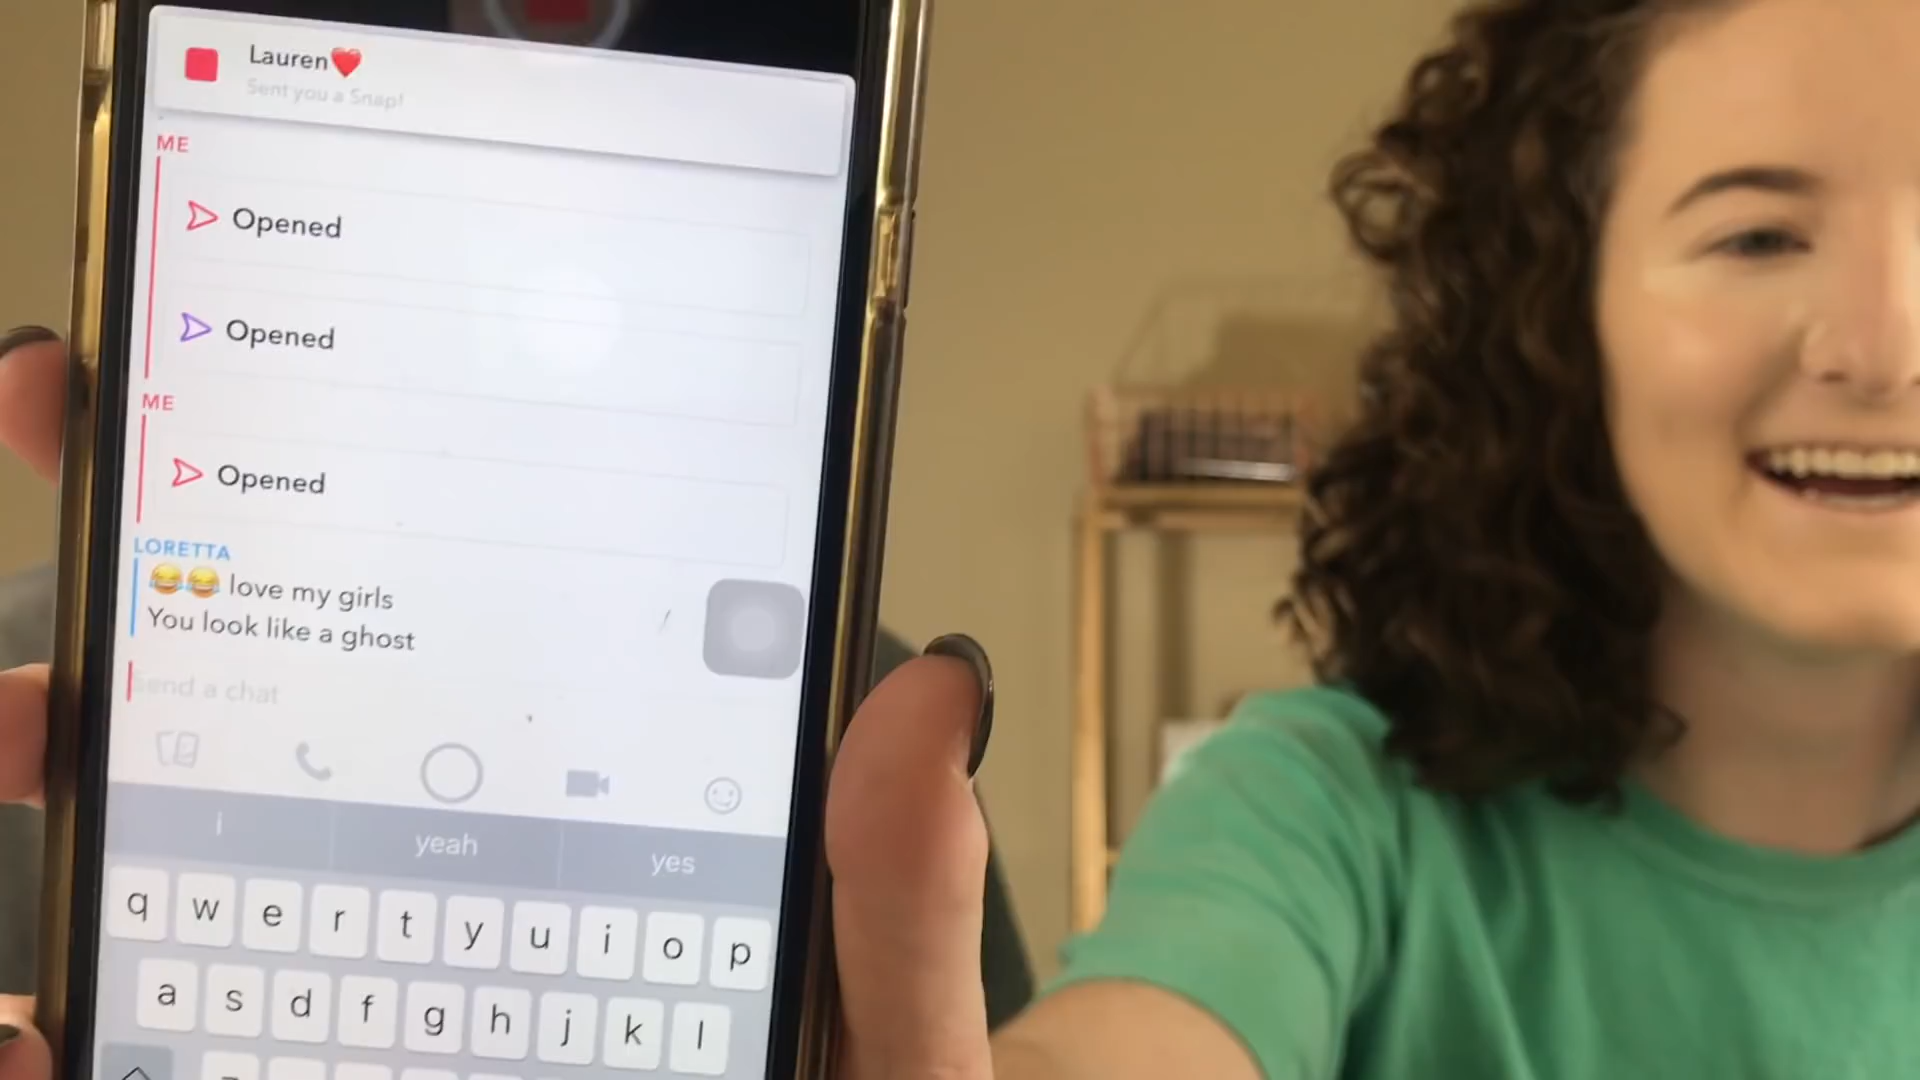 Lauren❤️
Sent you a Snap!
ME
Opened
Opened
ME
Opened
LORETTA
😂😂 love my girls
You look like a ghost
Send a chat
i yeah yes
q w e r t y u i o p
a s d f g h j k l